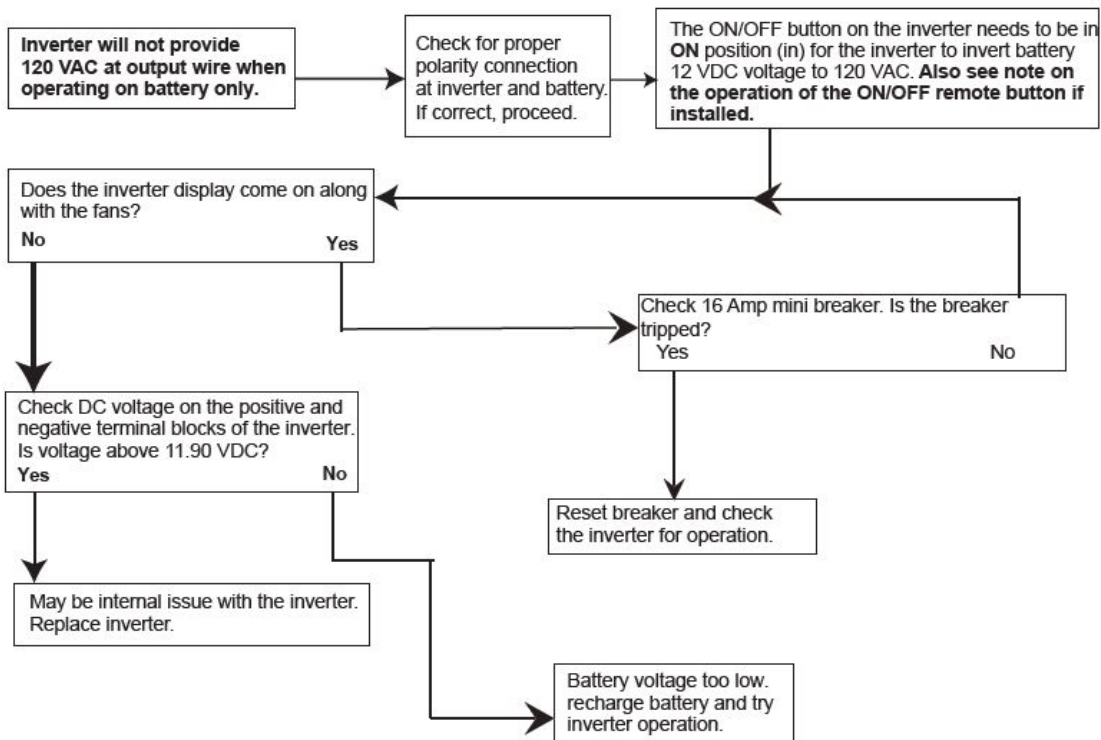 Inverter will not provide
120 VAC at output wire when
operating on battery only.
Check for proper
polarity connection
at inverter and battery.
If correct, proceed.
The ON/OFF button on the inverter needs to be in
ON position (in) for the inverter to invert battery
12 VDC voltage to 120 VAC. Also see note on
the operation of the ON/OFF remote button if
installed.
Does the inverter display come on along
with the fans?
No Yes
Check 16 Amp mini breaker. Is the breaker
tripped?
Yes No
Check DC voltage on the positive and
negative terminal blocks of the inverter.
Is voltage above 11.90 VDC?
Yes No
Reset breaker and check
the inverter for operation.
May be internal issue with the inverter.
Replace inverter.
Battery voltage too low.
recharge battery and try
inverter operation.